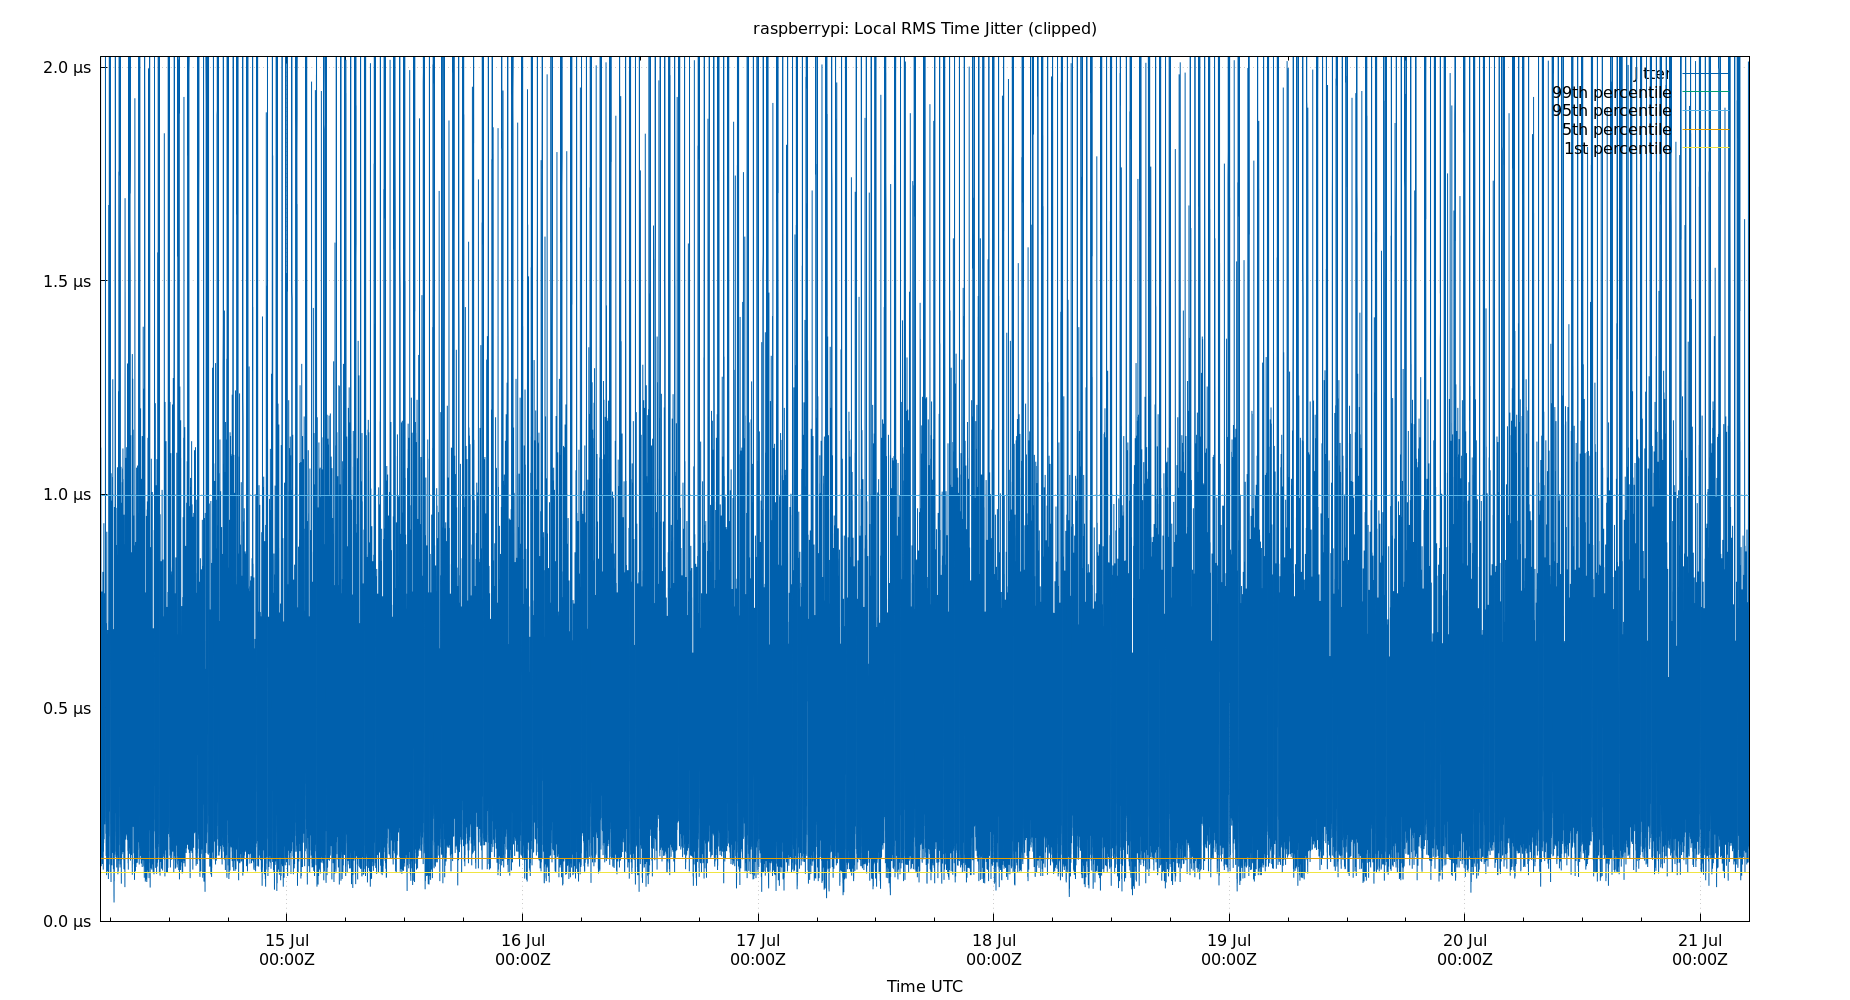 raspberrypi: Local RMS Time Jitter (clipped)
2.0 µs
1.5 µs
1.0 µs
0.5 µs
0.0 µs
jitter
99th percentile
95th percentile
5th percentile
1st percentile
15 Jul
00:00Z
16 Jul
00:00Z
17 Jul
00:00Z
18 Jul
00:00Z
19 Jul
00:00Z
20 Jul
00:00Z
21 Jul
00:00Z
Time UTC